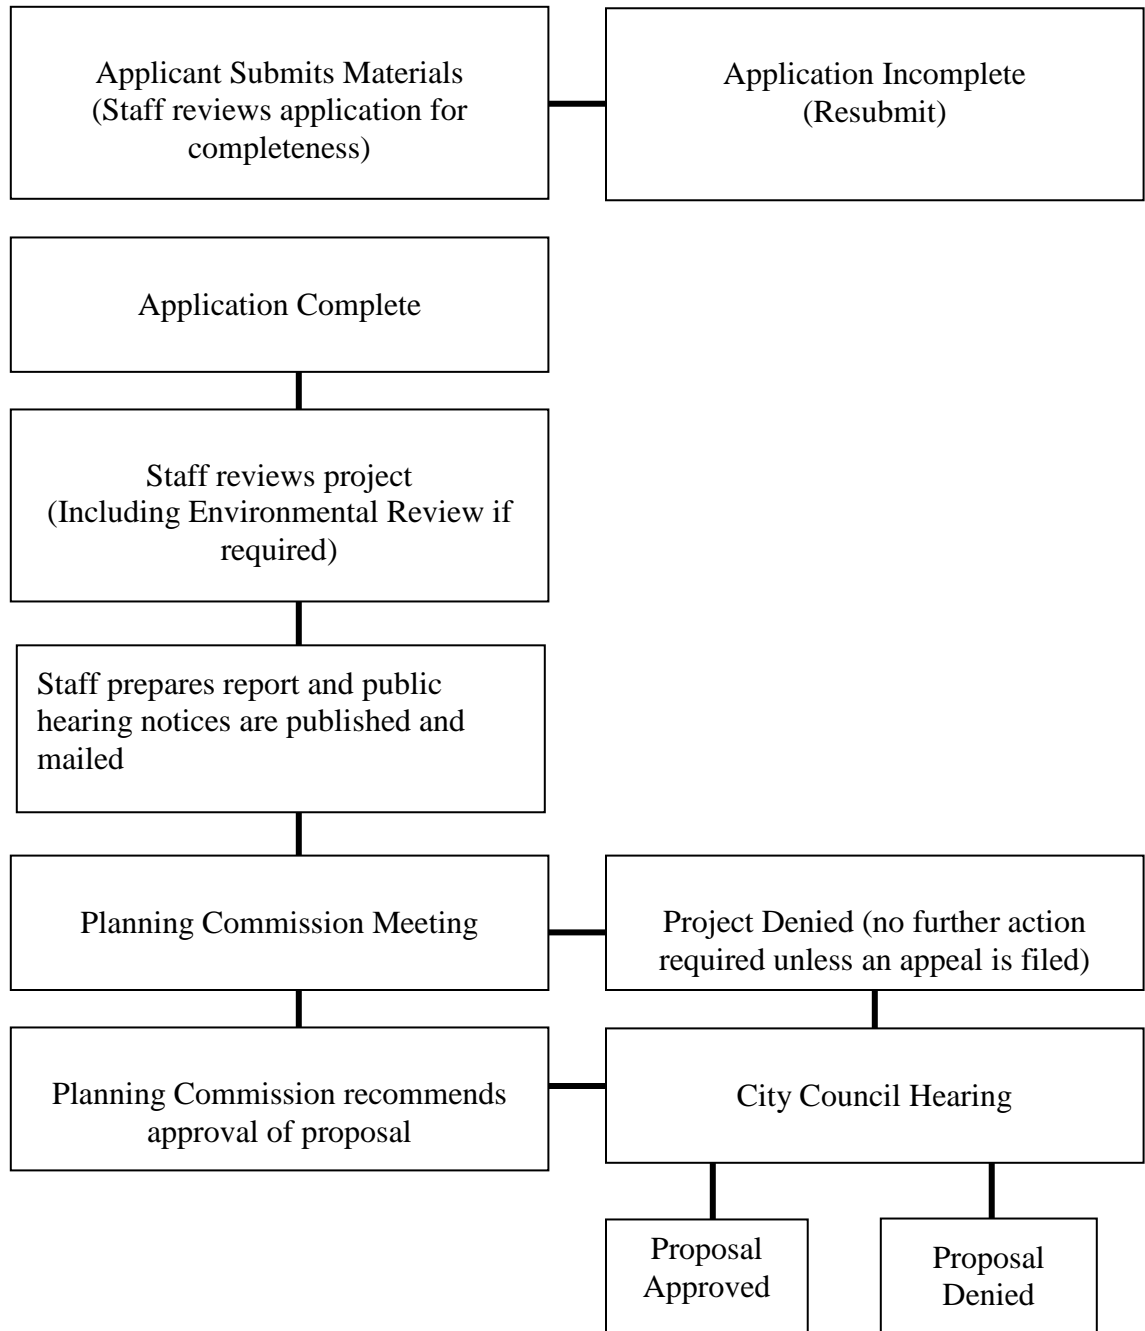 Applicant Submits Materials
(Staff reviews application for
completeness)
Application Incomplete
(Resubmit)
Application Complete
Staff reviews project
(Including Environmental Review if
required)
Staff prepares report and public
hearing notices are published and
mailed
Planning Commission Meeting
Project Denied (no further action
required unless an appeal is filed)
Planning Commission recommends
approval of proposal
City Council Hearing
Proposal
Approved
Proposal
Denied